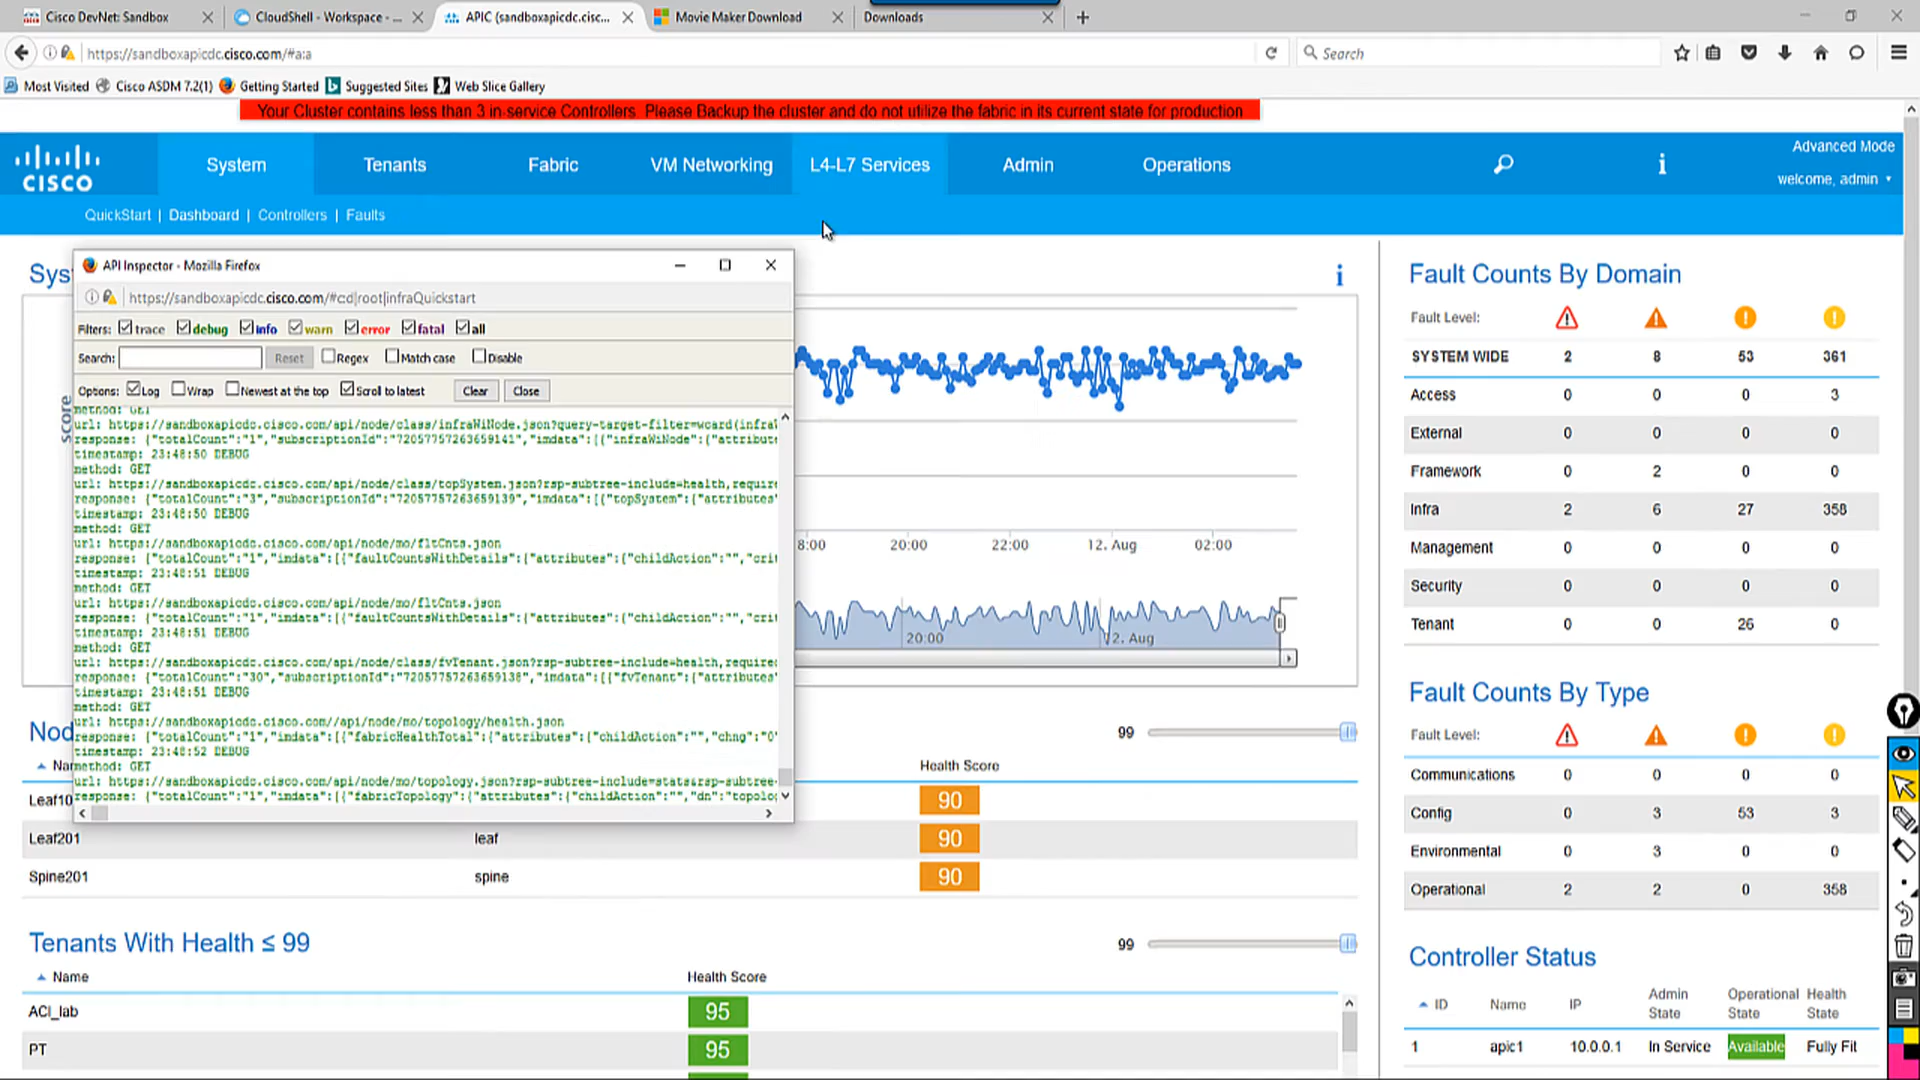 Cisco DevNet: Sandbox
CloudShell - Workspace - ...
APIC (sandboxapicdc.cisc...
Movie Maker Download
Downloads
https://sandboxapicdc.cisco.com/#a:a
Search
Most Visited
Cisco ASDM 7.2(1)
Getting Started
Suggested Sites
Web Slice Gallery
Your Cluster contains less than 3 in-service Controllers. Please Backup the cluster and do not utilize the fabric in its current state for production
CISCO
System
Tenants
Fabric
VM Networking
L4-L7 Services
Admin
Operations
Advanced Mode
welcome, admin
QuickStart | Dashboard | Controllers | Faults
Sys
API Inspector - Mozilla Firefox
https://sandboxapicdc.cisco.com/#cd|root|infraQuickstart
Filters: trace debug info warn error fatal all
Search: Reset Regex Match case Disable
Options: Log Wrap Newest at the top Scroll to latest Clear Close
method: GET
url: https://sandboxapicdc.cisco.com/api/node/class/infraWiNode.json?query-target-filter=wcard(infraW
response: {"totalCount":"1","subscriptionId":"72057757263659141","imdata":[{"infraWiNode":{"attribute
timestamp: 23:48:50 DEBUG
method: GET
url: https://sandboxapicdc.cisco.com/api/node/class/topSystem.json?rsp-subtree-include=health,require
response: {"totalCount":"3","subscriptionId":"72057757263659139","imdata":[{"topSystem":{"attributes"
timestamp: 23:48:50 DEBUG
method: GET
url: https://sandboxapicdc.cisco.com/api/node/mo/fltCnts.json
response: {"totalCount":"1","imdata":[{"faultCountsWithDetails":{"attributes":{"childAction":"","crit
timestamp: 23:48:51 DEBUG
method: GET
url: https://sandboxapicdc.cisco.com/api/node/mo/fltCnts.json
response: {"totalCount":"1","imdata":[{"faultCountsWithDetails":{"attributes":{"childAction":"","crit
timestamp: 23:48:51 DEBUG
method: GET
url: https://sandboxapicdc.cisco.com/api/node/class/fvTenant.json?rsp-subtree-include=health,required
response: {"totalCount":"30","subscriptionId":"72057757263659138","imdata":[{"fvTenant":{"attributes"
timestamp: 23:48:51 DEBUG
method: GET
url: https://sandboxapicdc.cisco.com//api/node/mo/topology/health.json
response: {"totalCount":"1","imdata":[{"fabricHealthTotal":{"attributes":{"childAction":"","chng":"0"
timestamp: 23:48:52 DEBUG
method: GET
url: https://sandboxapicdc.cisco.com/api/node/mo/topology.json?rsp-subtree-include=stats&rsp-subtree-
response: {"totalCount":"1","imdata":[{"fabricTopology":{"attributes":{"childAction":"","dn":"topolog
score
8:00
20:00
22:00
12. Aug
02:00
20:00
12. Aug
Nod
99
Nam
Health Score
Leaf10
90
Leaf201
leaf
90
Spine201
spine
90
Tenants With Health ≤ 99
99
Name
Health Score
ACI_lab
95
PT
95
Fault Counts By Domain
Fault Level:
SYSTEM WIDE 2 8 53 361
Access 0 0 0 3
External 0 0 0 0
Framework 0 2 0 0
Infra 2 6 27 358
Management 0 0 0 0
Security 0 0 0 0
Tenant 0 0 26 0
Fault Counts By Type
Fault Level:
Communications 0 0 0 0
Config 0 3 53 3
Environmental 0 3 0 0
Operational 2 2 0 358
Controller Status
ID Name IP Admin State Operational State Health State
1 apic1 10.0.0.1 In Service Available Fully Fit